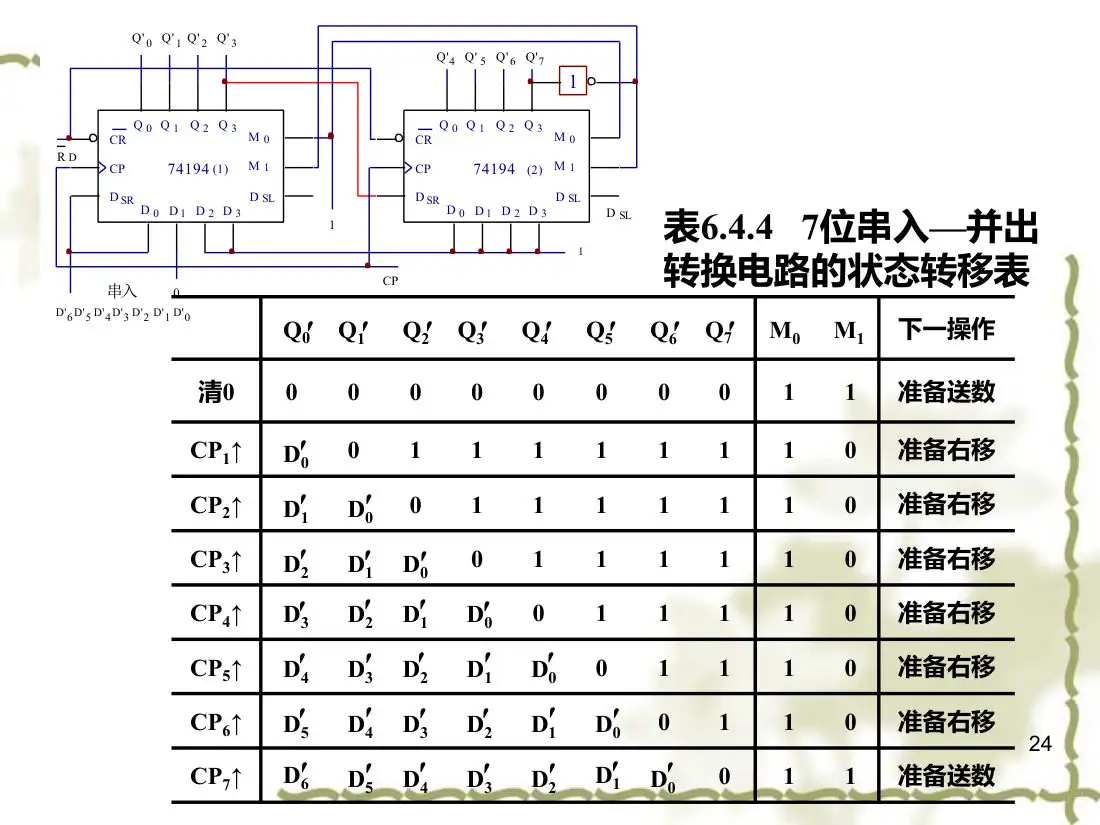 Q'0 Q'1 Q'2 Q'3
Q'4 Q'5 Q'6 Q'7
1
Q0 Q1 Q2 Q3
CR
M0
CP
74194 (1)
M1
DSR
DSL
D0 D1 D2 D3
RD
1
Q0 Q1 Q2 Q3
CR
M0
CP
74194 (2)
M1
DSR
DSL
D0 D1 D2 D3
DSL
1
CP
串入
0
D'6 D'5 D'4 D'3 D'2 D'1 D'0
表6.4.4 7位串入—并出
转换电路的状态转移表
Q0′ Q1′ Q2′ Q3′ Q4′ Q5′ Q6′ Q7′ M0 M1 下一操作
清0 0 0 0 0 0 0 0 0 1 1 准备送数
CP1↑ D0′ 0 1 1 1 1 1 1 1 0 准备右移
CP2↑ D1′ D0′ 0 1 1 1 1 1 1 0 准备右移
CP3↑ D2′ D1′ D0′ 0 1 1 1 1 1 0 准备右移
CP4↑ D3′ D2′ D1′ D0′ 0 1 1 1 1 0 准备右移
CP5↑ D4′ D3′ D2′ D1′ D0′ 0 1 1 1 0 准备右移
CP6↑ D5′ D4′ D3′ D2′ D1′ D0′ 0 1 1 0 准备右移
CP7↑ D6′ D5′ D4′ D3′ D2′ D1′ D0′ 0 1 1 准备送数
24